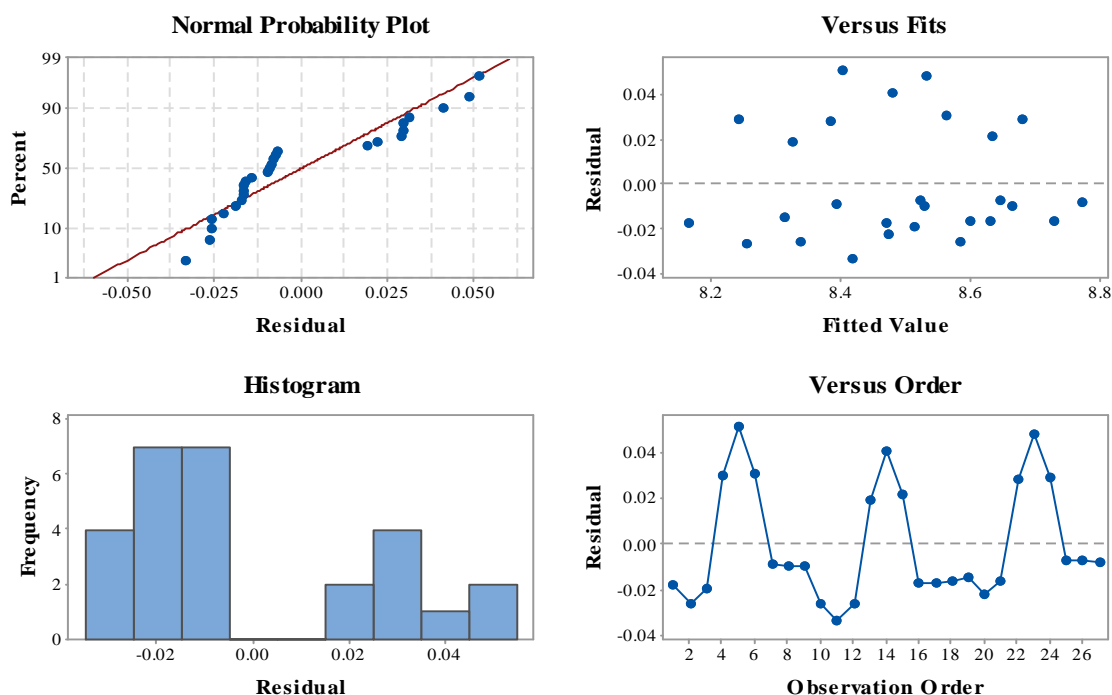 Normal Probability Plot
99
90
50
10
1
Percent
-0.050 -0.025 0.000 0.025 0.050
Residual
Versus Fits
0.04
0.02
0.00
-0.02
-0.04
Residual
8.2 8.4 8.6 8.8
Fitted Value
Histogram
8
6
4
2
0
Frequency
-0.02 0.00 0.02 0.04
Residual
Versus Order
0.04
0.02
0.00
-0.02
-0.04
Residual
2 4 6 8 10 12 14 16 18 20 22 24 26
Observation Order